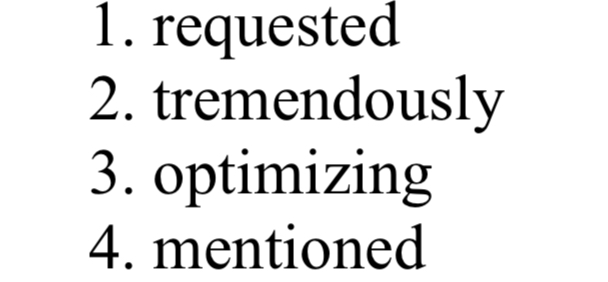 1. requested
2. tremendously
3. optimizing
4. mentioned